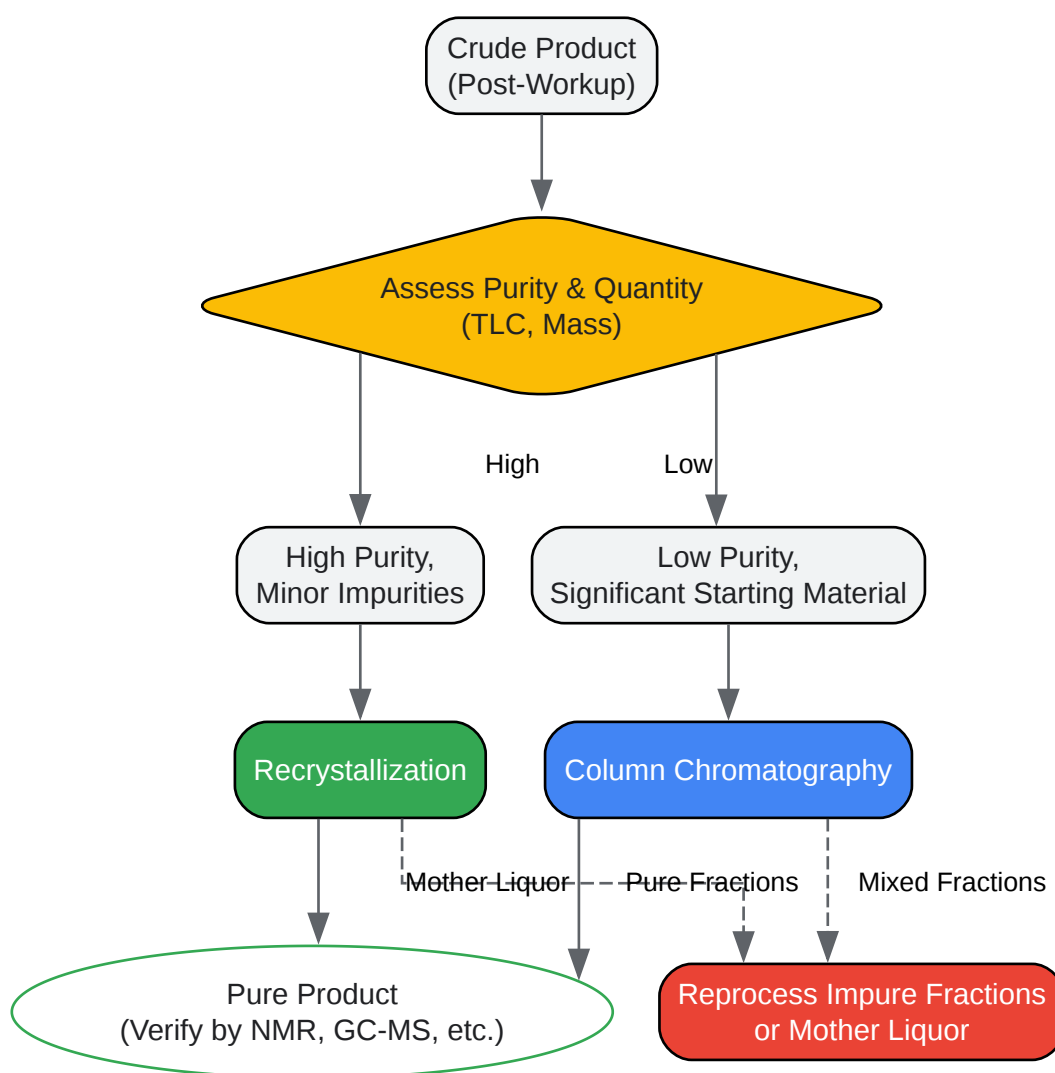 Crude Product
(Post-Workup)
Assess Purity & Quantity
(TLC, Mass)
High
Low
High Purity,
Minor Impurities
Low Purity,
Significant Starting Material
Recrystallization
Column Chromatography
Mother Liquor
Pure Fractions
Mixed Fractions
Pure Product
(Verify by NMR, GC-MS, etc.)
Reprocess Impure Fractions
or Mother Liquor